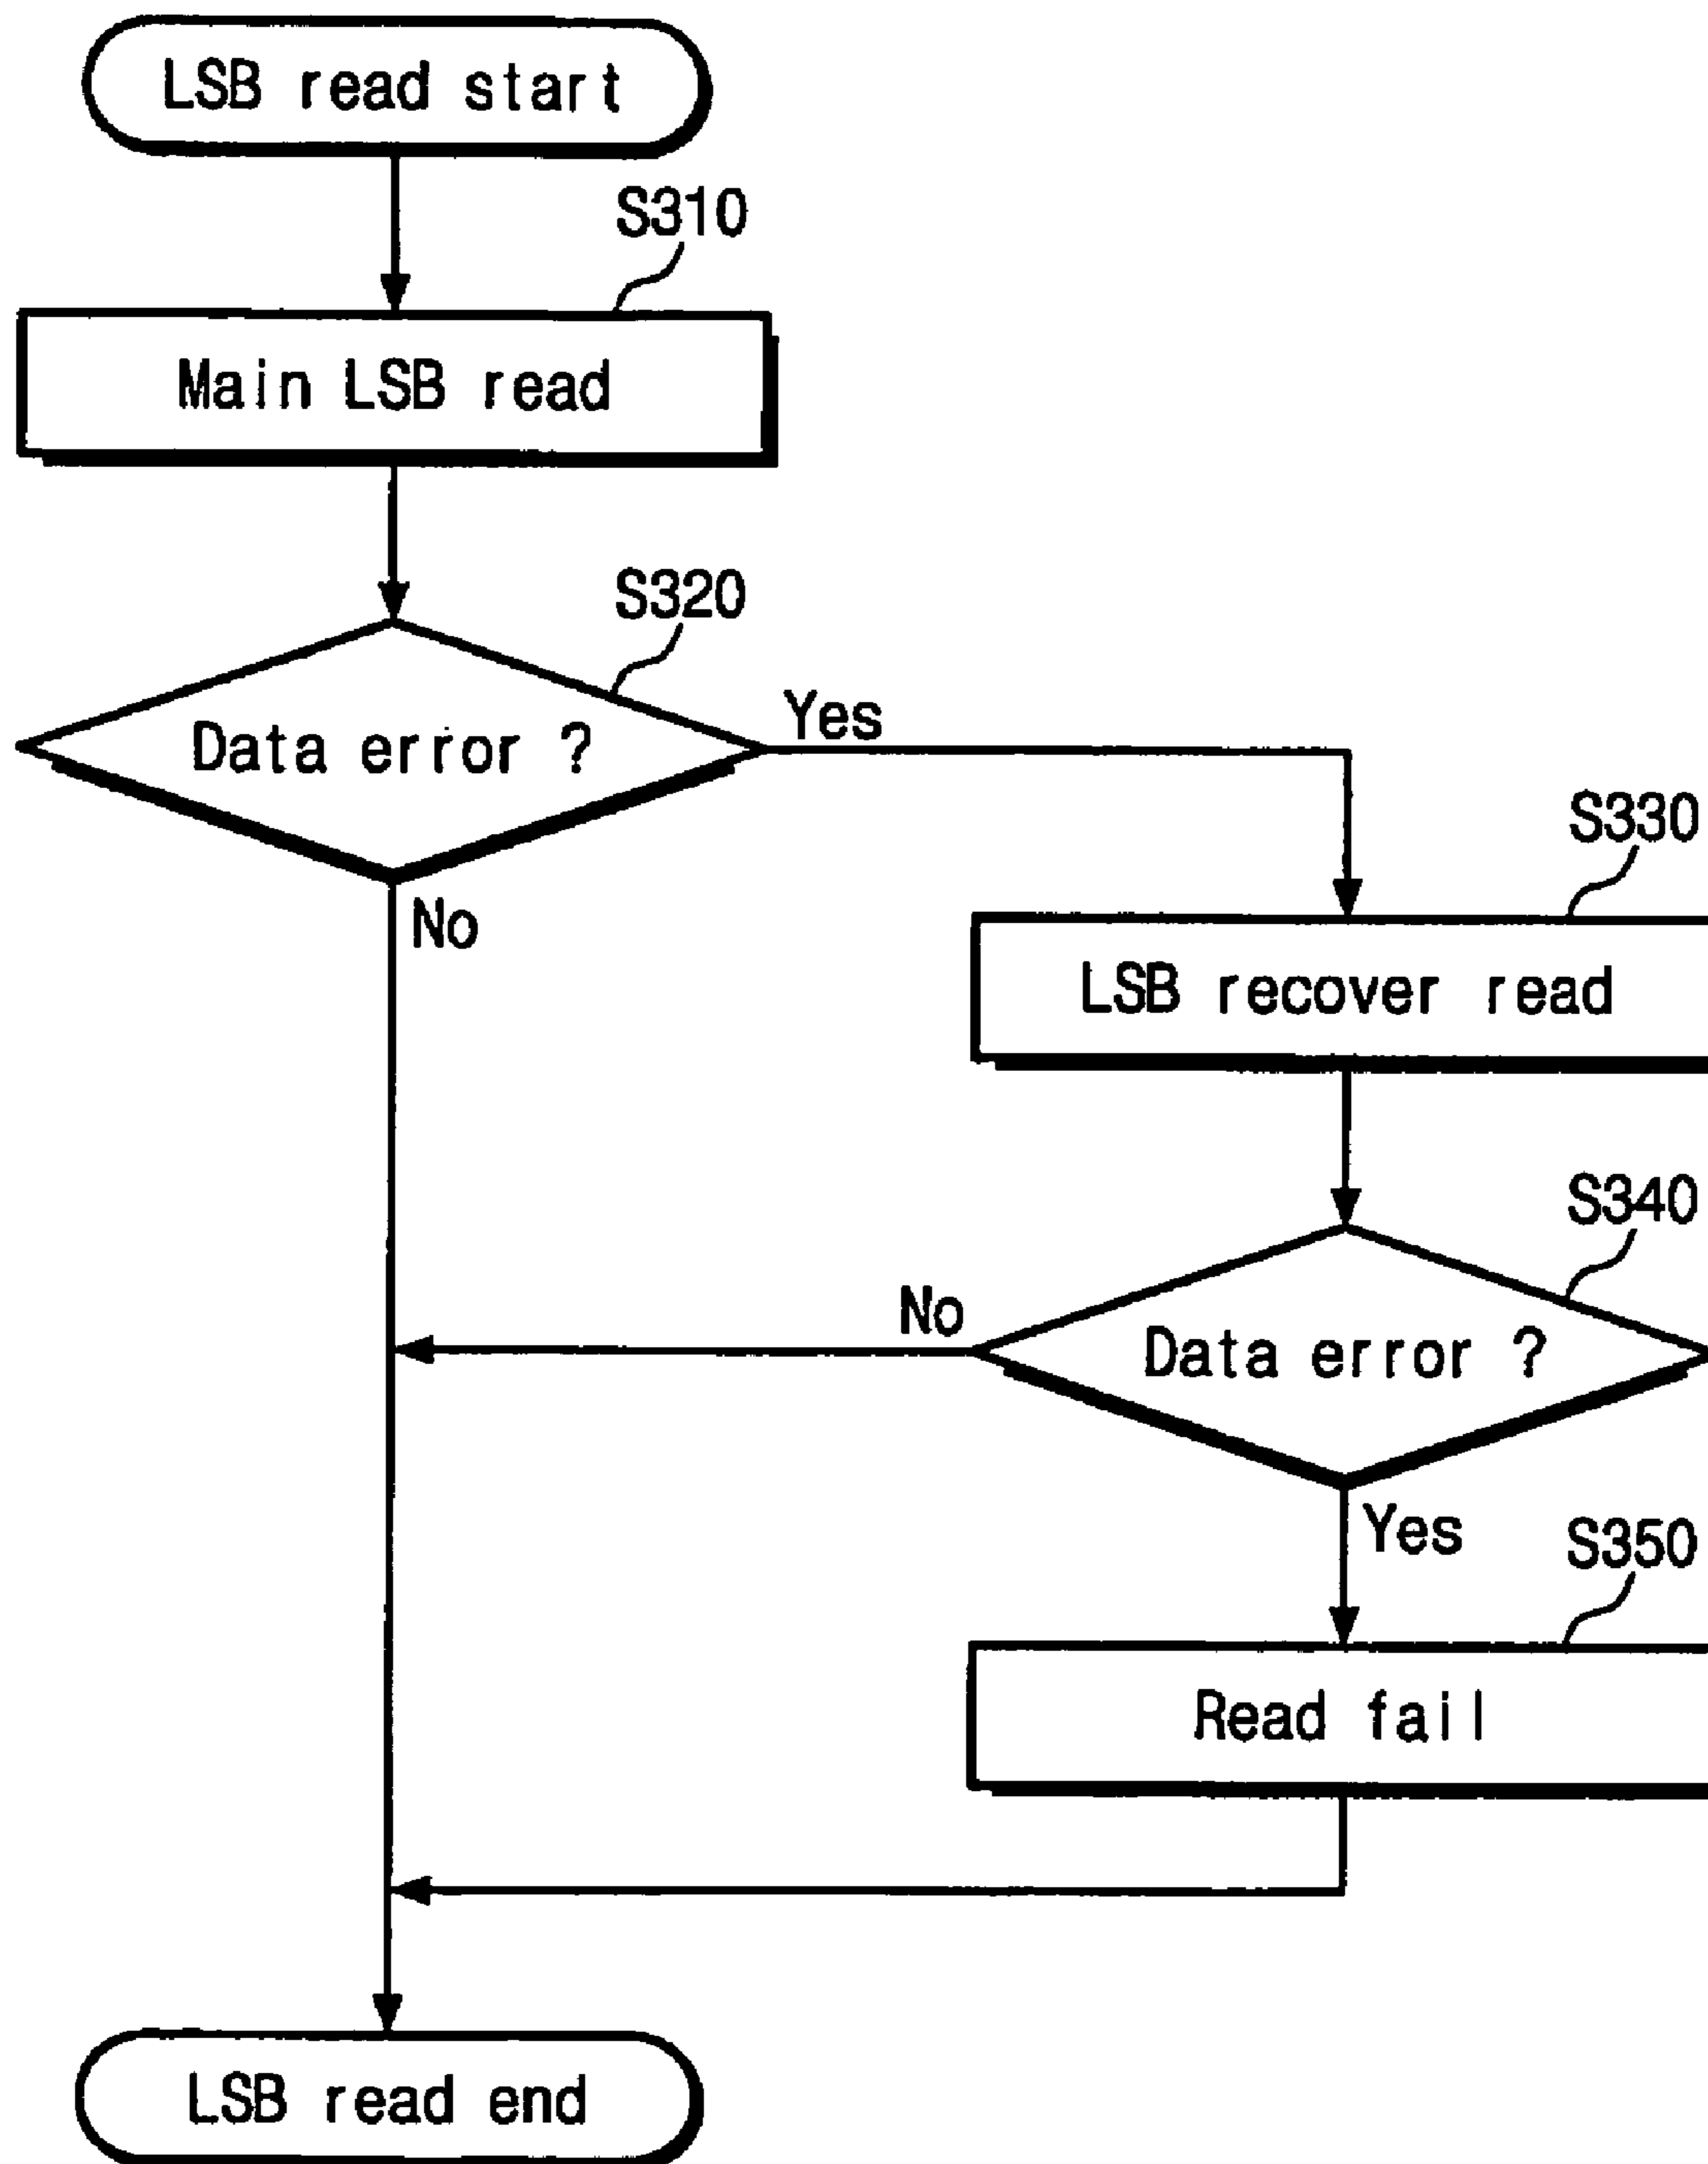 LSB read start
S310
Main LSB read
S320
Data error ?
Yes
No
S330
LSB recover read
S340
Data error ?
No
Yes
S350
Read fail
LSB read end